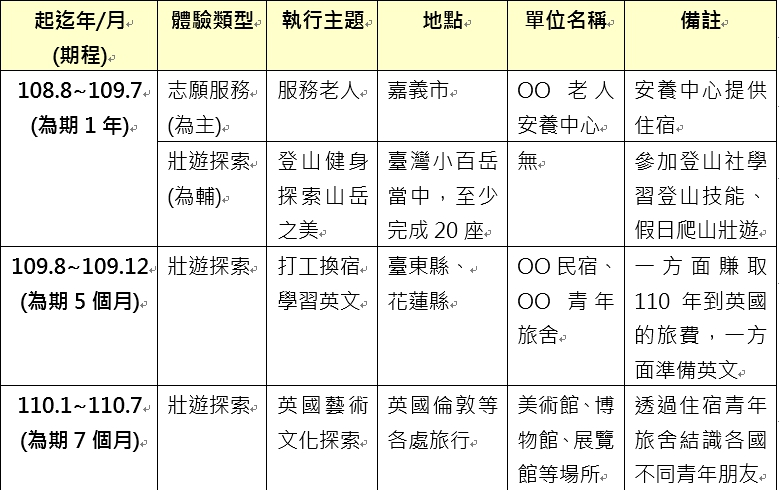 起迄年/月
(期程)
體驗類型
執行主題
地點
單位名稱
備註
108.8~109.7
(為期 1 年)
志願服務
(為主)
服務老人
嘉義市
OO 老人
安養中心
安養中心提供
住宿
壯遊探索
(為輔)
登山健身
探索山岳
之美
臺灣小百岳
當中，至少
完成 20 座
無
參加登山社學
習登山技能、
假日爬山壯遊
109.8~109.12
(為期 5 個月)
壯遊探索
打工換宿
學習英文
臺東縣、
花蓮縣
OO 民宿、
OO 青年
旅舍
一方面賺取
110 年到英國
的旅費，一方
面準備英文
110.1~110.7
(為期 7 個月)
壯遊探索
英國藝術
文化探索
英國倫敦等
各處旅行
美術館、博
物館、展覽
館等場所
透過住宿青年
旅舍結識各國
不同青年朋友